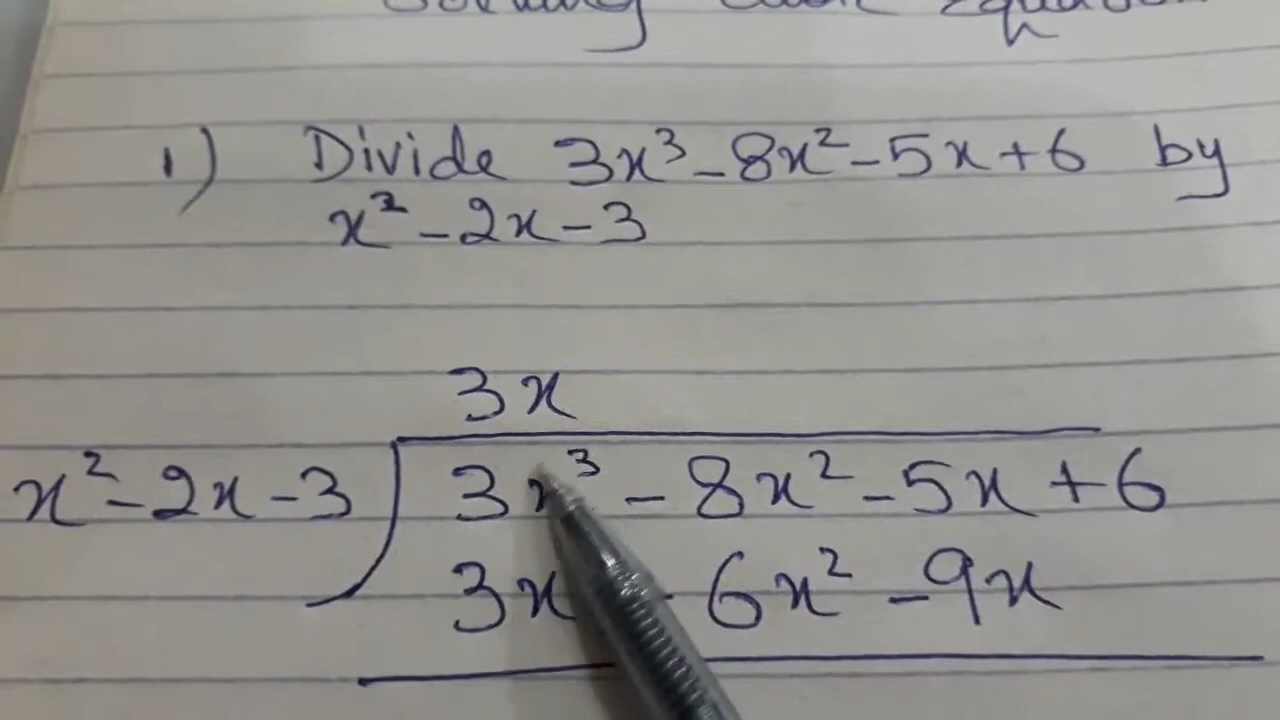 1) Divide 3x³ - 8x² - 5x + 6 by
x² - 2x - 3
3x
x² - 2x - 3 3x³ - 8x² - 5x + 6
3x - 6x² - 9x